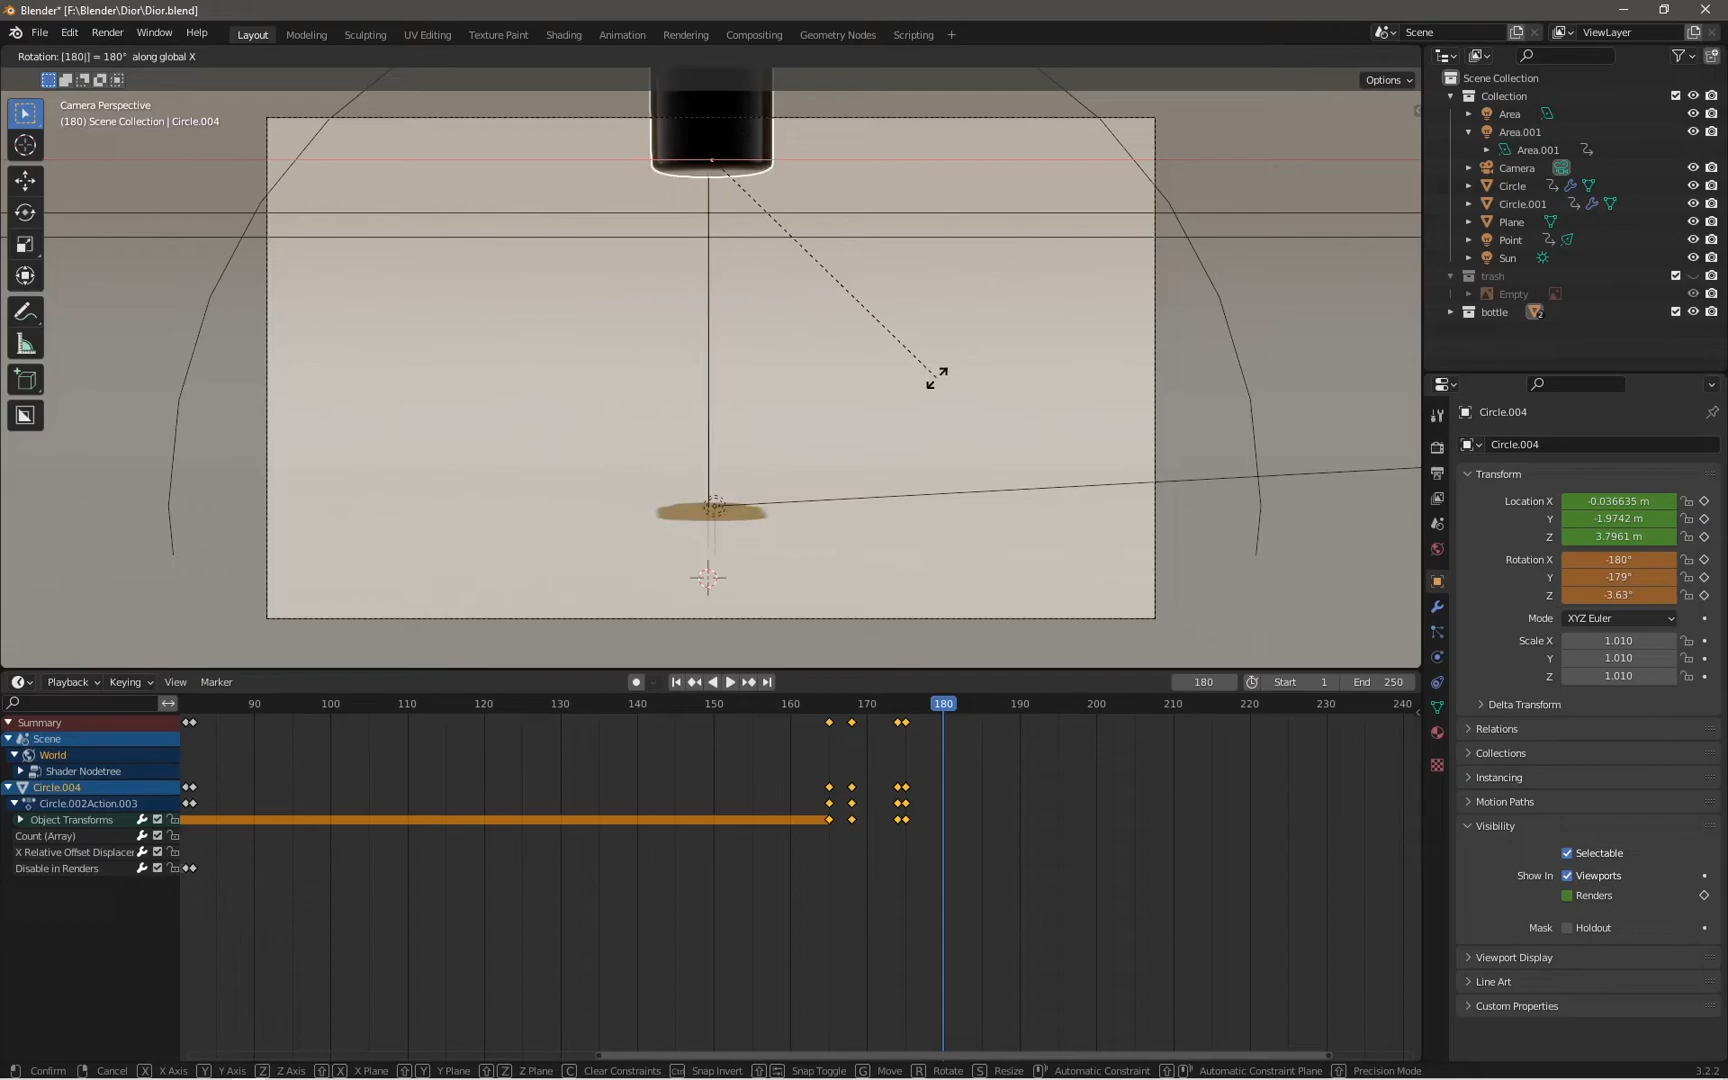 Blender* [F:\Blender\Dior\Dior.blend]
File Edit Render Window Help Layout Modeling Sculpting UV Editing Texture Paint Shading Animation Rendering Compositing Geometry Nodes Scripting + Scene ViewLayer
Rotation: [180|] = 180° along global X
Options
Camera Perspective
(180) Scene Collection | Circle.004
Scene Collection
Collection
Area
Area.001
Area.001
Camera
Circle
Circle.001
Plane
Point
Sun
trash
Empty
bottle 2
Circle.004
Circle.004
Transform
Location X -0.036635 m
Y -1.9742 m
Z 3.7961 m
Rotation X -180°
Y -179°
Z -3.63°
Mode XYZ Euler
Scale X 1.010
Y 1.010
Z 1.010
Delta Transform
Relations
Collections
Instancing
Motion Paths
Visibility
Selectable
Show In Viewports
Renders
Mask Holdout
Viewport Display
Line Art
Custom Properties
Playback Keying View Marker 180 Start 1 End 250
90 100 110 120 130 140 150 160 170 180 190 200 210 220 230 240
Summary
Scene
World
Shader Nodetree
Circle.004
Circle.002Action.003
Object Transforms
Count (Array)
X Relative Offset Displacer
Disable in Renders
Confirm Cancel X X Axis Y Y Axis Z Z Axis X X Plane Y Y Plane Z Z Plane C Clear Constraints Ctrl Snap Invert Snap Toggle G Move R Rotate S Resize Automatic Constraint Automatic Constraint Plane Precision Mode 3.2.2